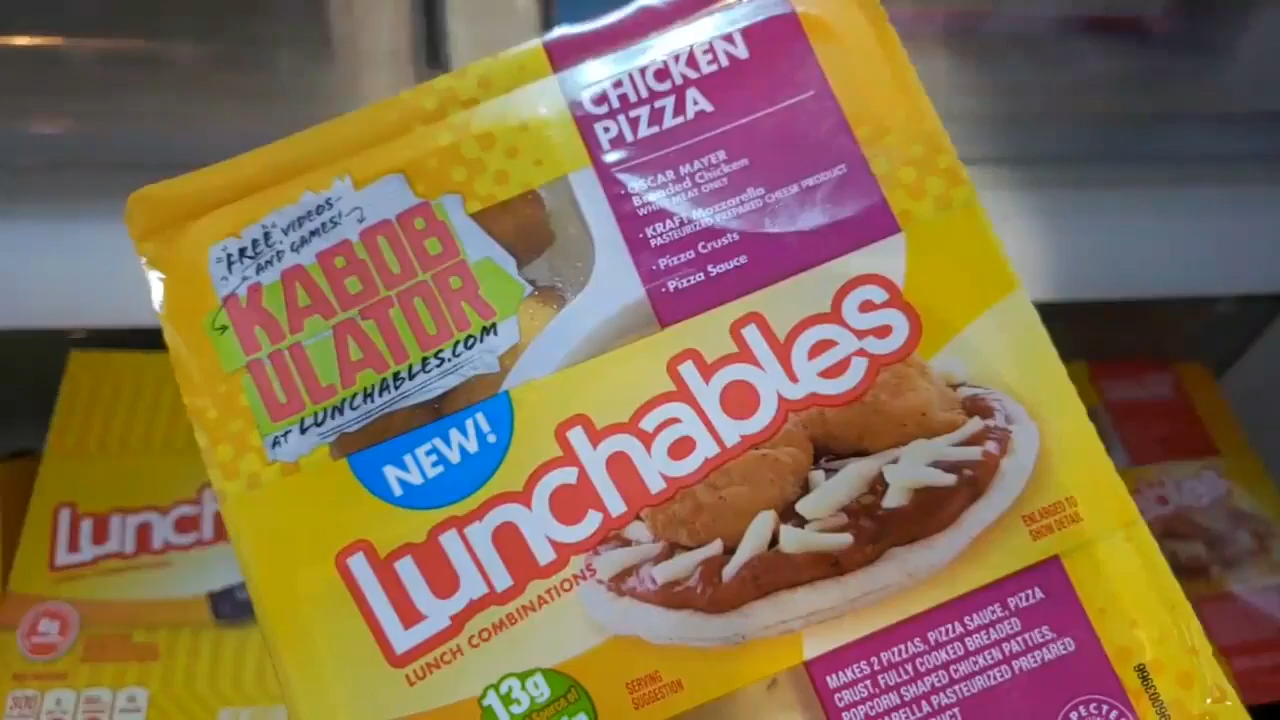 CHICKEN
PIZZA
· OSCAR MAYER
Breaded Chicken
WHITE MEAT ONLY
· KRAFT Mozzarella
PASTEURIZED PREPARED CHEESE PRODUCT
· Pizza Crusts
· Pizza Sauce
FREE VIDEOS
AND GAMES!
KABOB
ULATOR
AT LUNCHABLES.COM
NEW!
Lunchables
LUNCH COMBINATIONS
ENLARGED TO
SHOW DETAIL
SERVING
SUGGESTION
13g
MAKES 2 PIZZAS, PIZZA SAUCE, PIZZA
CRUST, FULLY COOKED BREADED
POPCORN SHAPED CHICKEN PATTIES,
PASTEURIZED PREPARED
Lunch